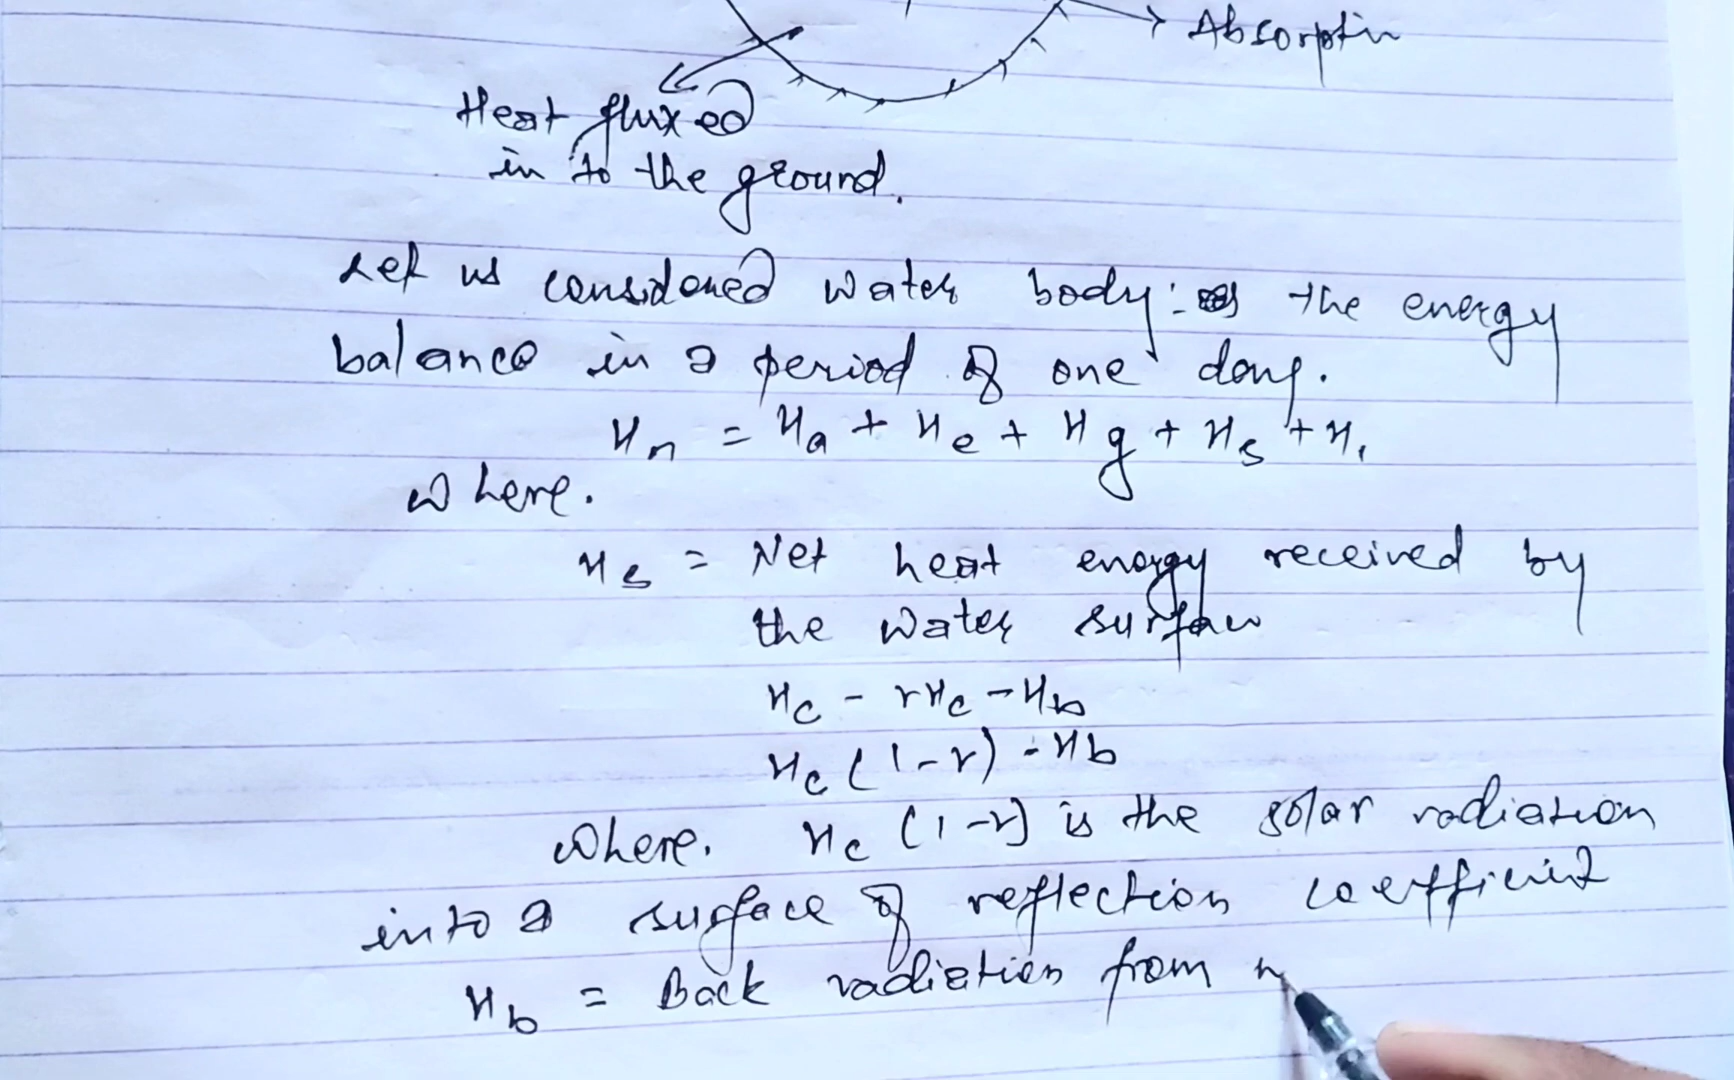 → Absorptin
Heat fluxed
in to the ground.
Let us considered water body: the energy
balance in a period of one day.
Hn = Ha + He + Hg + Hs + Hi
where.
Hs = Net heat energy received by
the water surface
Hc - rHc - Hb
Hc (1-r) - Hb
where. Hc (1-r) is the solar radiation
into a surface of reflection coefficient
Hb = Back radiation from